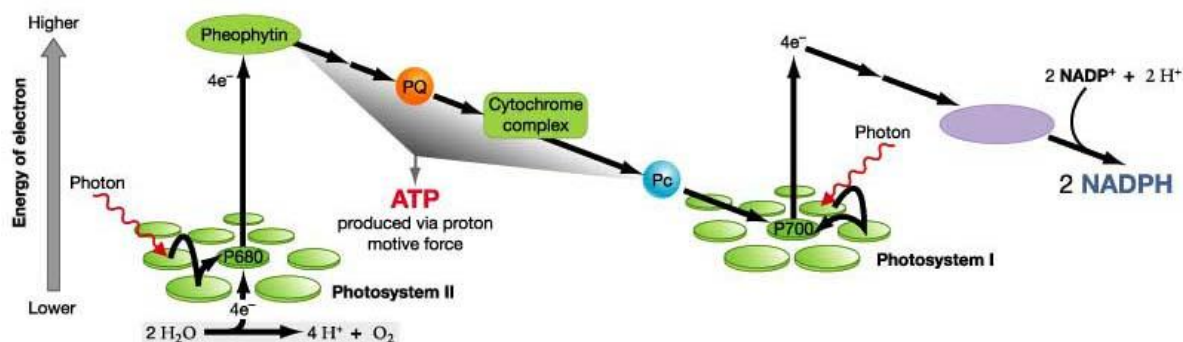 Higher
Energy of electron
Lower
Photon
Pheophytin
4e⁻
P680
Photosystem II
4e⁻
2 H₂O
4 H⁺ + O₂
PQ
Cytochrome
complex
ATP
produced via proton
motive force
Pc
4e⁻
Photon
P700
Photosystem I
2 NADP⁺ + 2 H⁺
2 NADPH